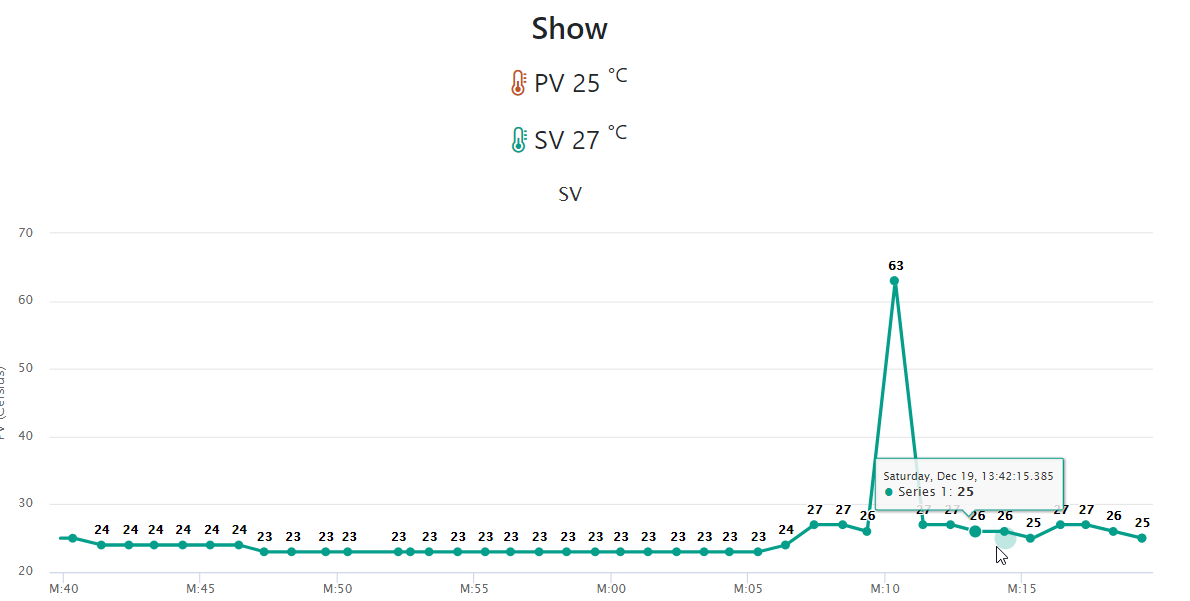 Show
PV 25 °C
SV 27 °C
SV
70
63
60
50
40
Saturday, Dec 19, 13:42:15.385
Series 1: 25
30
24 24 24 24 24 24 23 23 23 23 23 23 23 23 23 23 23 23 23 23 23 23 23 23 24 27 27 26 27 27 26 26 25 27 27 26 25
20
M:40 M:45 M:50 M:55 M:00 M:05 M:10 M:15